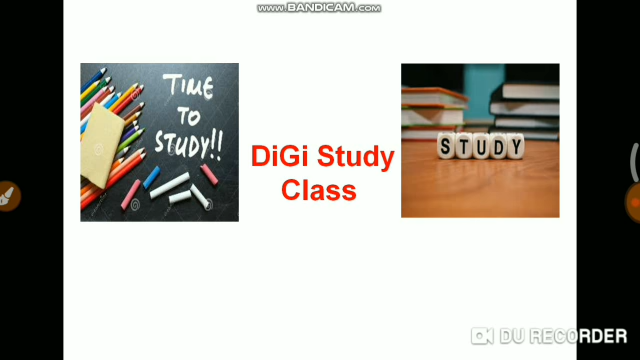 www.BANDICAM.com
TIME
TO
STUDY!!
STUDY
DiGi Study
Class
DU RECORDER